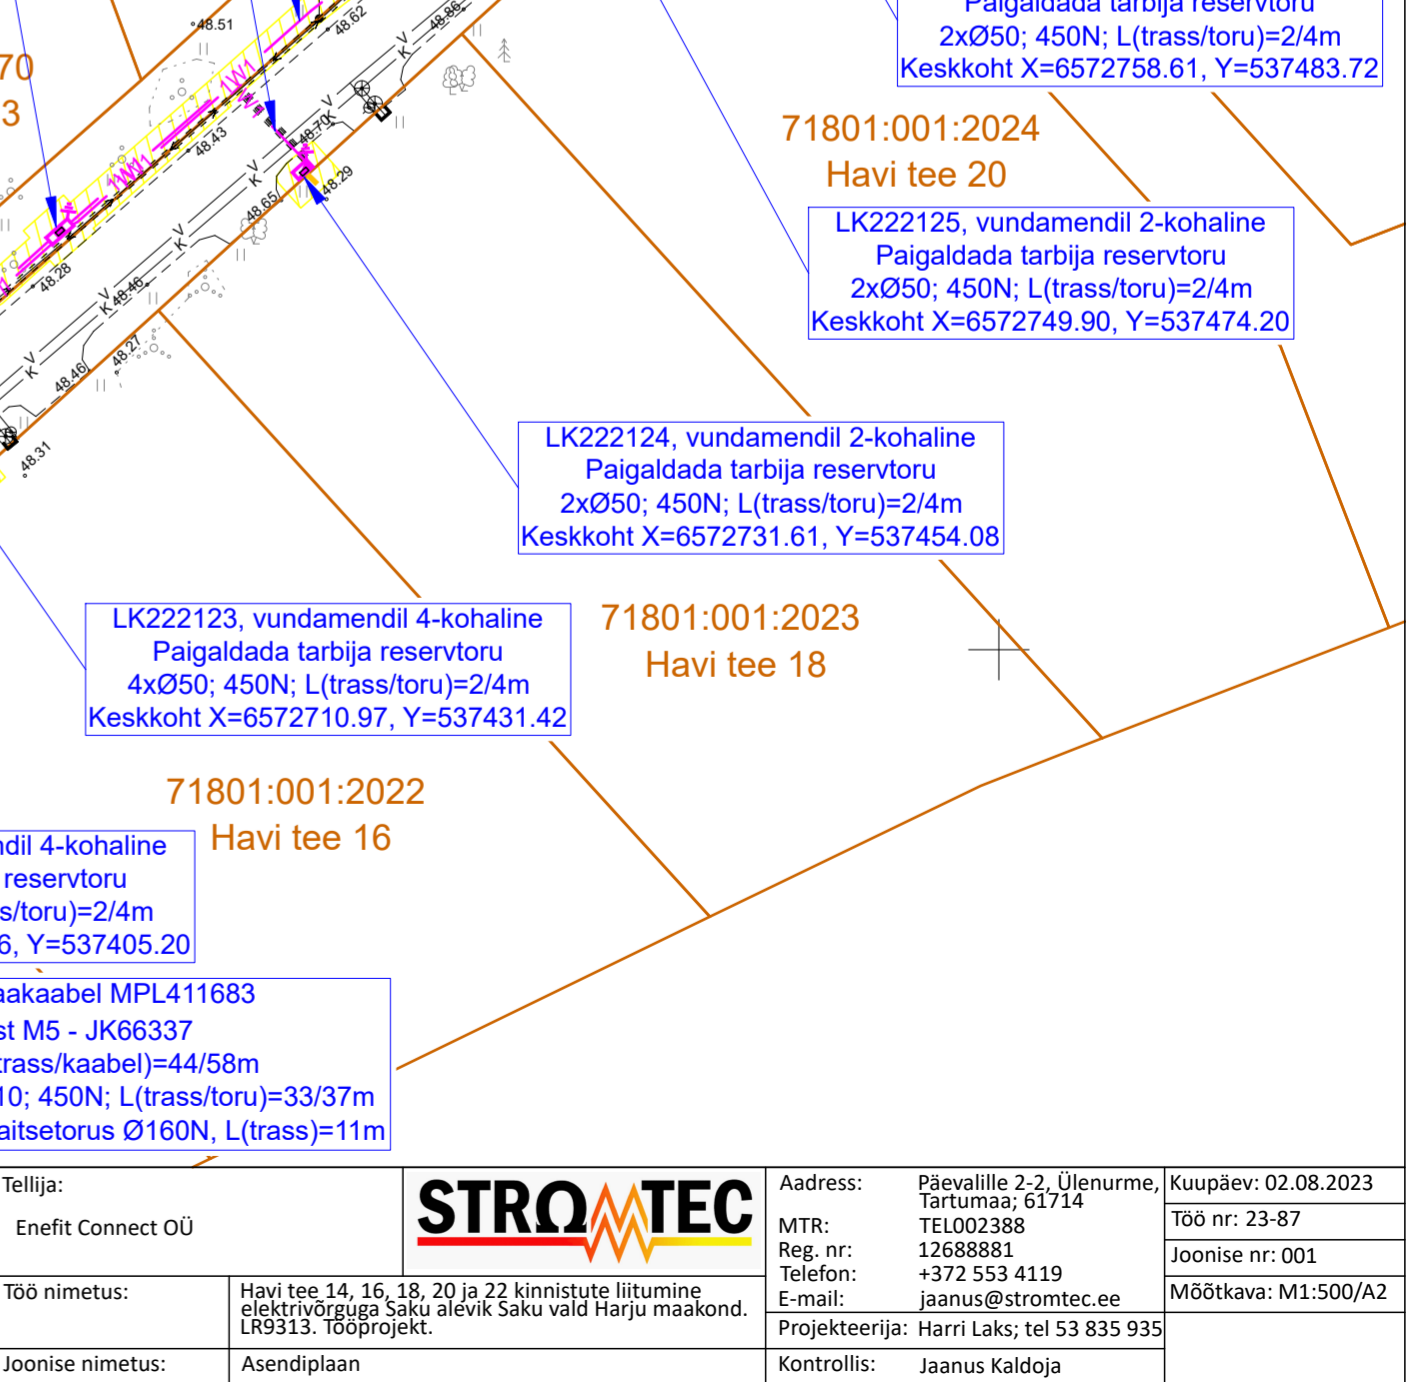 Paigaldada tarbija reservtoru
2xØ50; 450N; L(trass/toru)=2/4m
Keskkoht X=6572758.61, Y=537483.72
71801:001:2024
Havi tee 20
LK222125, vundamendil 2-kohaline
Paigaldada tarbija reservtoru
2xØ50; 450N; L(trass/toru)=2/4m
Keskkoht X=6572749.90, Y=537474.20
70
3
48.51
48.62
48.86
V
K
1W1
48.43
48.70
V
K
1W1
48.29
48.65
V
K
48.28
48.46
V
K
48.27
48.46
V
K
48.31
LK222124, vundamendil 2-kohaline
Paigaldada tarbija reservtoru
2xØ50; 450N; L(trass/toru)=2/4m
Keskkoht X=6572731.61, Y=537454.08
71801:001:2023
Havi tee 18
LK222123, vundamendil 4-kohaline
Paigaldada tarbija reservtoru
4xØ50; 450N; L(trass/toru)=2/4m
Keskkoht X=6572710.97, Y=537431.42
71801:001:2022
Havi tee 16
ndil 4-kohaline
reservtoru
s/toru)=2/4m
6, Y=537405.20
aakaabel MPL411683
st M5 - JK66337
trass/kaabel)=44/58m
10; 450N; L(trass/toru)=33/37m
aitsetorus Ø160N, L(trass)=11m
Tellija:
Enefit Connect OÜ
STROMTEC
Aadress: Päevalille 2-2, Ülenurme,
Tartumaa; 61714
MTR: TEL002388
Reg. nr: 12688881
Telefon: +372 553 4119
E-mail: jaanus@stromtec.ee
Kuupäev: 02.08.2023
Töö nr: 23-87
Joonise nr: 001
Mõõtkava: M1:500/A2
Töö nimetus:
Havi tee 14, 16, 18, 20 ja 22 kinnistute liitumine
elektrivõrguga Saku alevik Saku vald Harju maakond.
LR9313. Tööprojekt.
Projekteerija: Harri Laks; tel 53 835 935
Joonise nimetus: Asendiplaan
Kontrollis: Jaanus Kaldoja